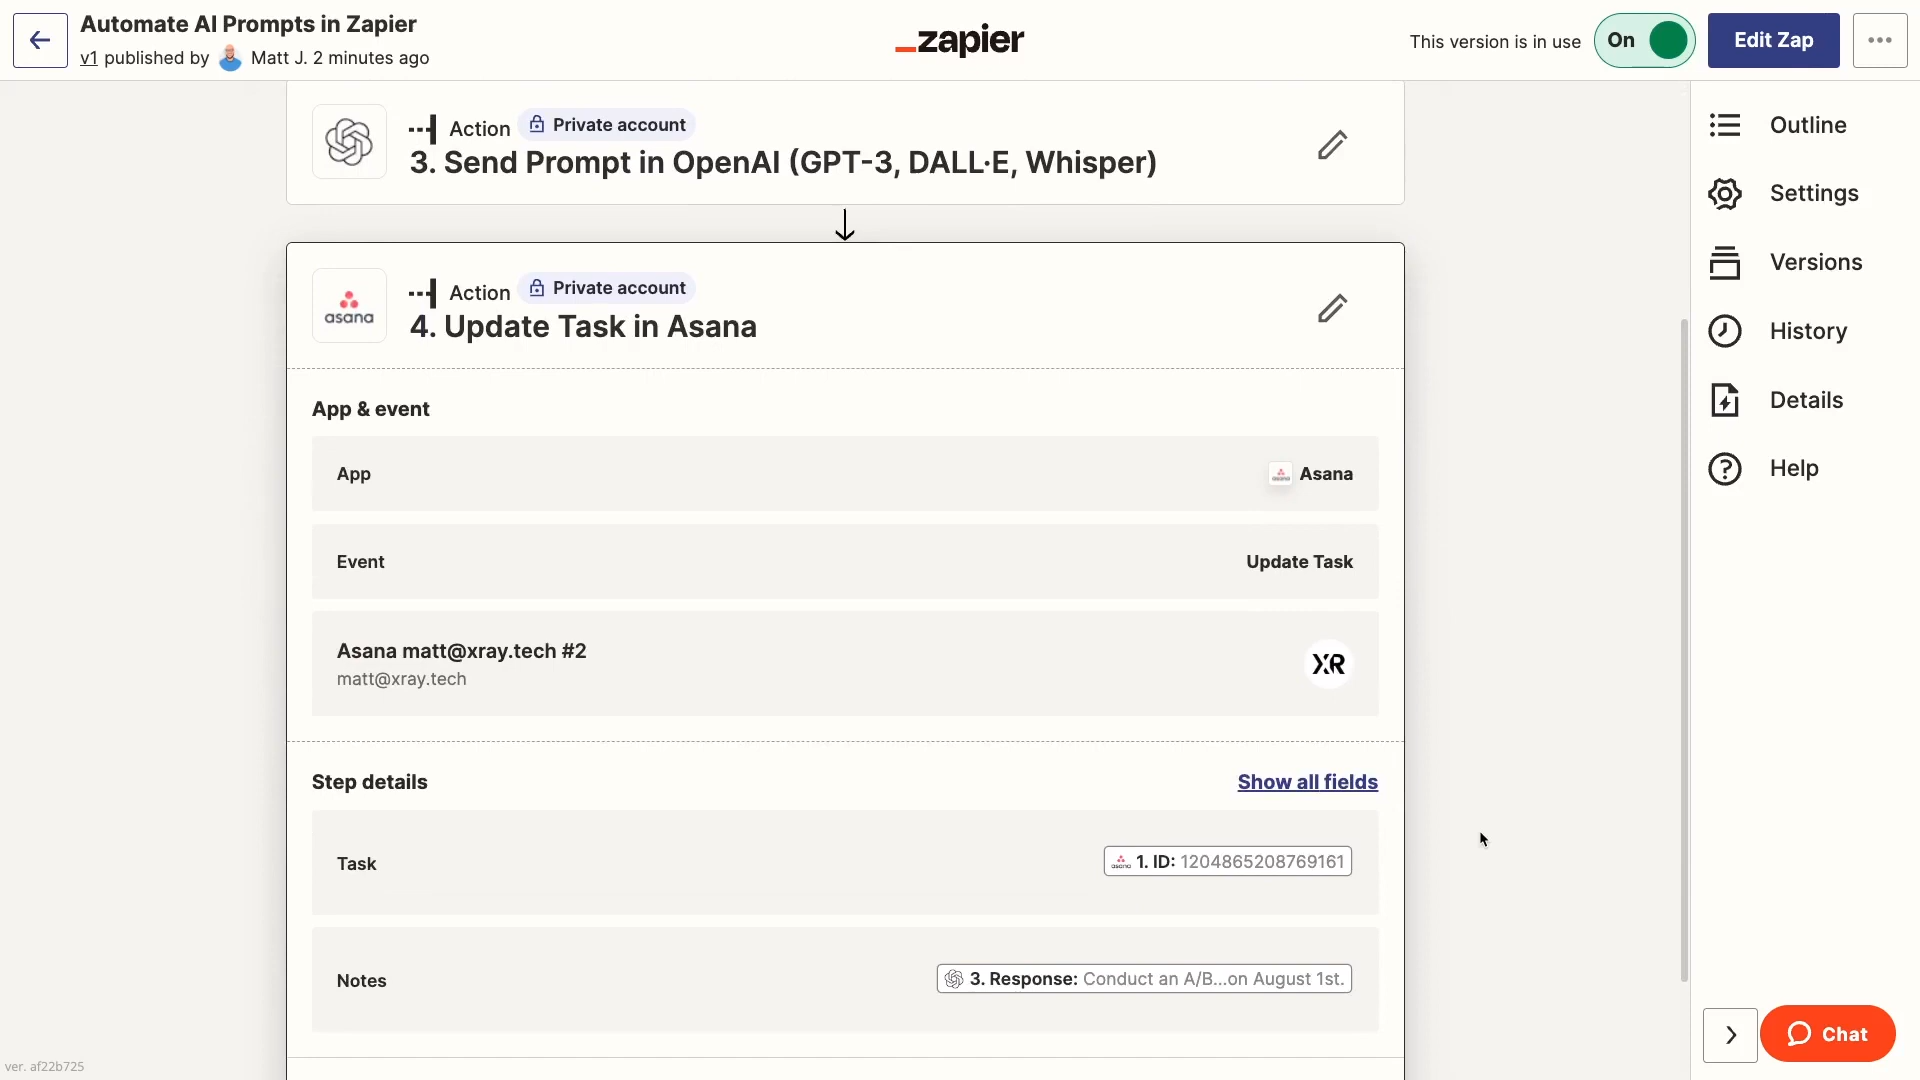 Automate AI Prompts in Zapier
v1 published by Matt J. 2 minutes ago
_zapier
This version is in use
On
Edit Zap
Action
Private account
3. Send Prompt in OpenAI (GPT-3, DALL·E, Whisper)
asana
Action
Private account
4. Update Task in Asana
App & event
App
asana
Asana
Event
Update Task
Asana matt@xray.tech #2
matt@xray.tech
XR
Step details
Show all fields
Task
asana
1. ID: 1204865208769161
Notes
3. Response: Conduct an A/B...on August 1st.
Outline
Settings
Versions
History
Details
Help
Chat
ver. af22b725